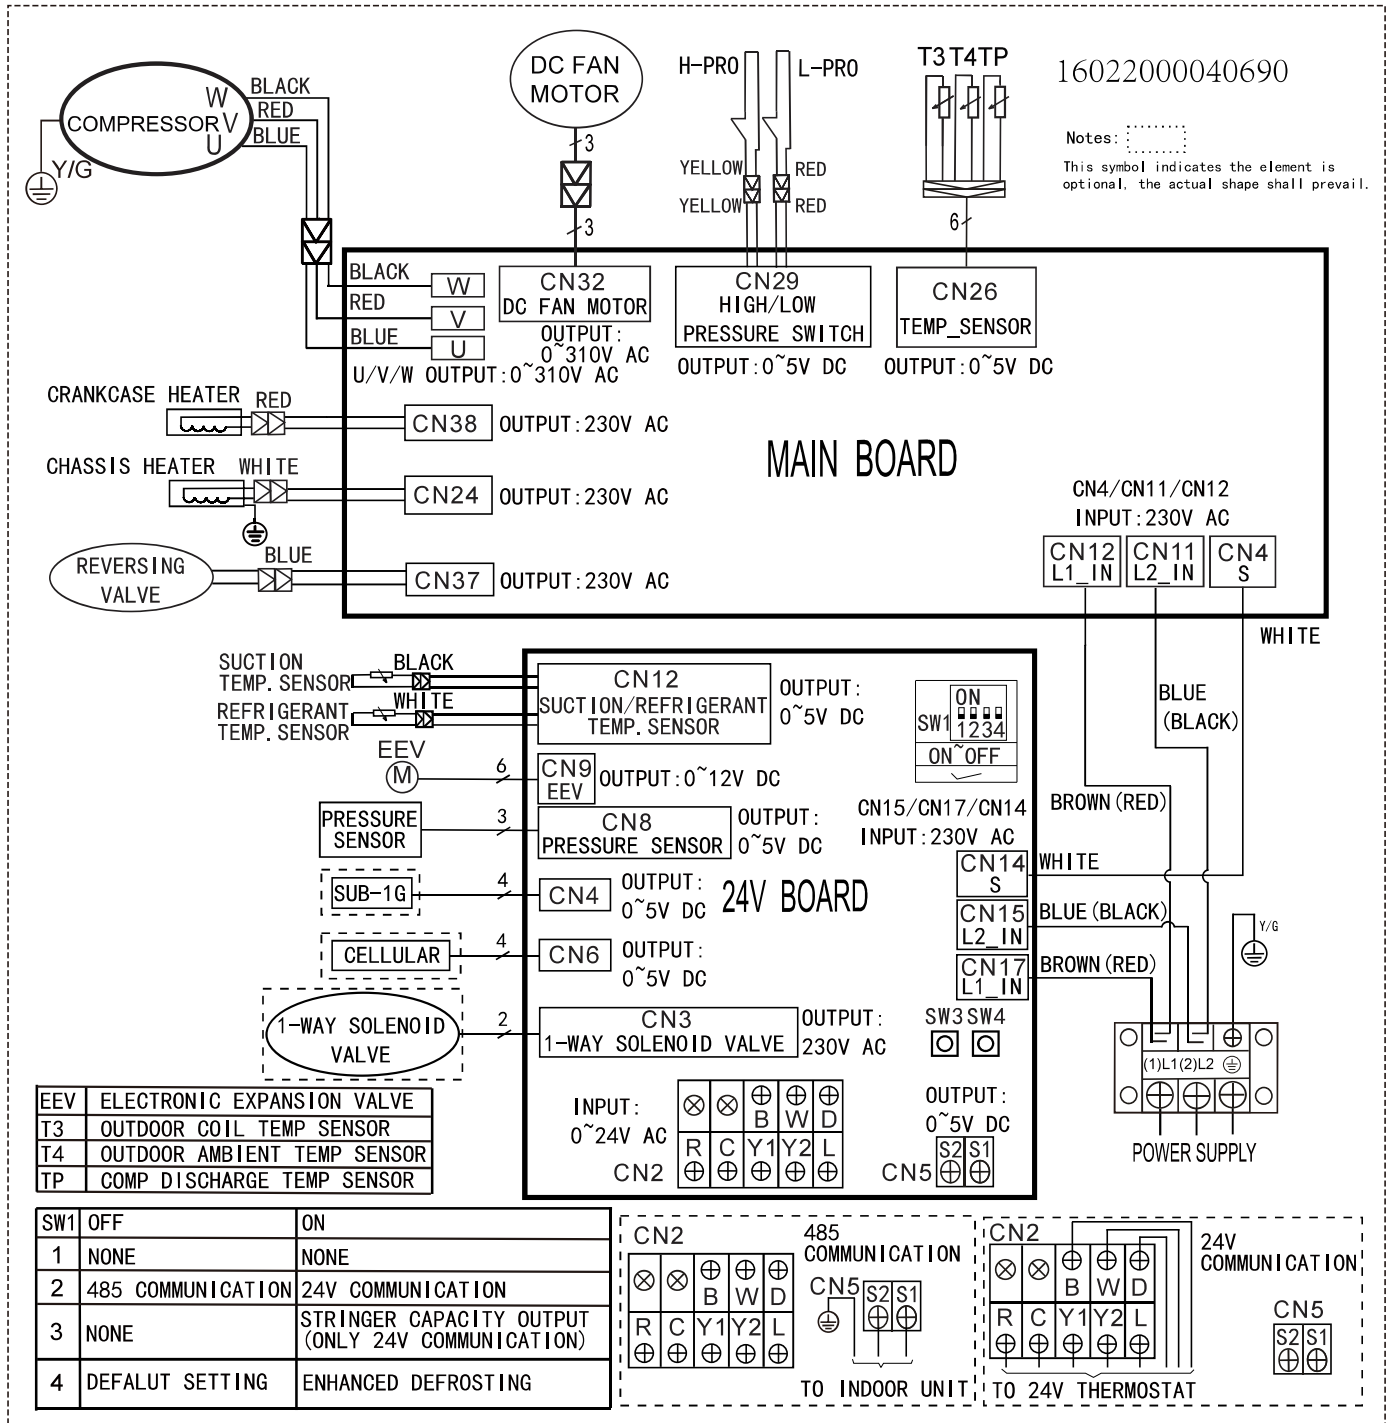 DC FAN
MOTOR
H-PRO
L-PRO
T3 T4 TP
16022000040690
BLACK
RED
BLUE
W
COMPRESSOR V
U
Y/G
3
3
YELLOW
RED
YELLOW
RED
6
Notes:
This symbol indicates the element is
optional, the actual shape shall prevail.
BLACK
W
RED
V
BLUE
U
U/V/W OUTPUT:0~310V AC
CN32
DC FAN MOTOR
OUTPUT:
0~310V AC
CN29
HIGH/LOW
PRESSURE SWITCH
OUTPUT:0~5V DC
CN26
TEMP_SENSOR
OUTPUT:0~5V DC
CRANKCASE HEATER
RED
CN38
OUTPUT:230V AC
MAIN BOARD
CHASSIS HEATER
WHITE
CN24
OUTPUT:230V AC
REVERSING
VALVE
BLUE
CN37
OUTPUT:230V AC
CN4/CN11/CN12
INPUT:230V AC
CN12
L1_IN
CN11
L2_IN
CN4
S
WHITE
BLUE
(BLACK)
BROWN(RED)
SUCTION
TEMP.SENSOR
BLACK
REFRIGERANT
TEMP.SENSOR
WHITE
CN12
SUCTION/REFRIGERANT
TEMP.SENSOR
OUTPUT:
0~5V DC
SW1
ON
1234
ON~OFF
EEV
M
6
CN9
EEV
OUTPUT:0~12V DC
PRESSURE
SENSOR
3
CN8
PRESSURE SENSOR
OUTPUT:
0~5V DC
CN15/CN17/CN14
INPUT:230V AC
CN14
S
WHITE
SUB-1G
4
CN4
OUTPUT:
0~5V DC
24V BOARD
CN15
L2_IN
BLUE(BLACK)
CELLULAR
4
CN6
OUTPUT:
0~5V DC
CN17
L1_IN
BROWN(RED)
Y/G
1-WAY SOLENOID
VALVE
2
CN3
1-WAY SOLENOID VALVE
OUTPUT:
230V AC
SW3 SW4
(1)L1(2)L2
POWER SUPPLY
INPUT:
0~24V AC
CN2
B W D
R C Y1 Y2 L
OUTPUT:
0~5V DC
CN5
S2 S1
EEV ELECTRONIC EXPANSION VALVE
T3 OUTDOOR COIL TEMP SENSOR
T4 OUTDOOR AMBIENT TEMP SENSOR
TP COMP DISCHARGE TEMP SENSOR
SW1 OFF ON
1 NONE NONE
2 485 COMMUNICATION 24V COMMUNICATION
3 NONE STRINGER CAPACITY OUTPUT
(ONLY 24V COMMUNICATION)
4 DEFALUT SETTING ENHANCED DEFROSTING
CN2
B W D
R C Y1 Y2 L
485
COMMUNICATION
CN5
S2 S1
TO INDOOR UNIT
CN2
B W D
R C Y1 Y2 L
TO 24V THERMOSTAT
24V
COMMUNICATION
CN5
S2 S1